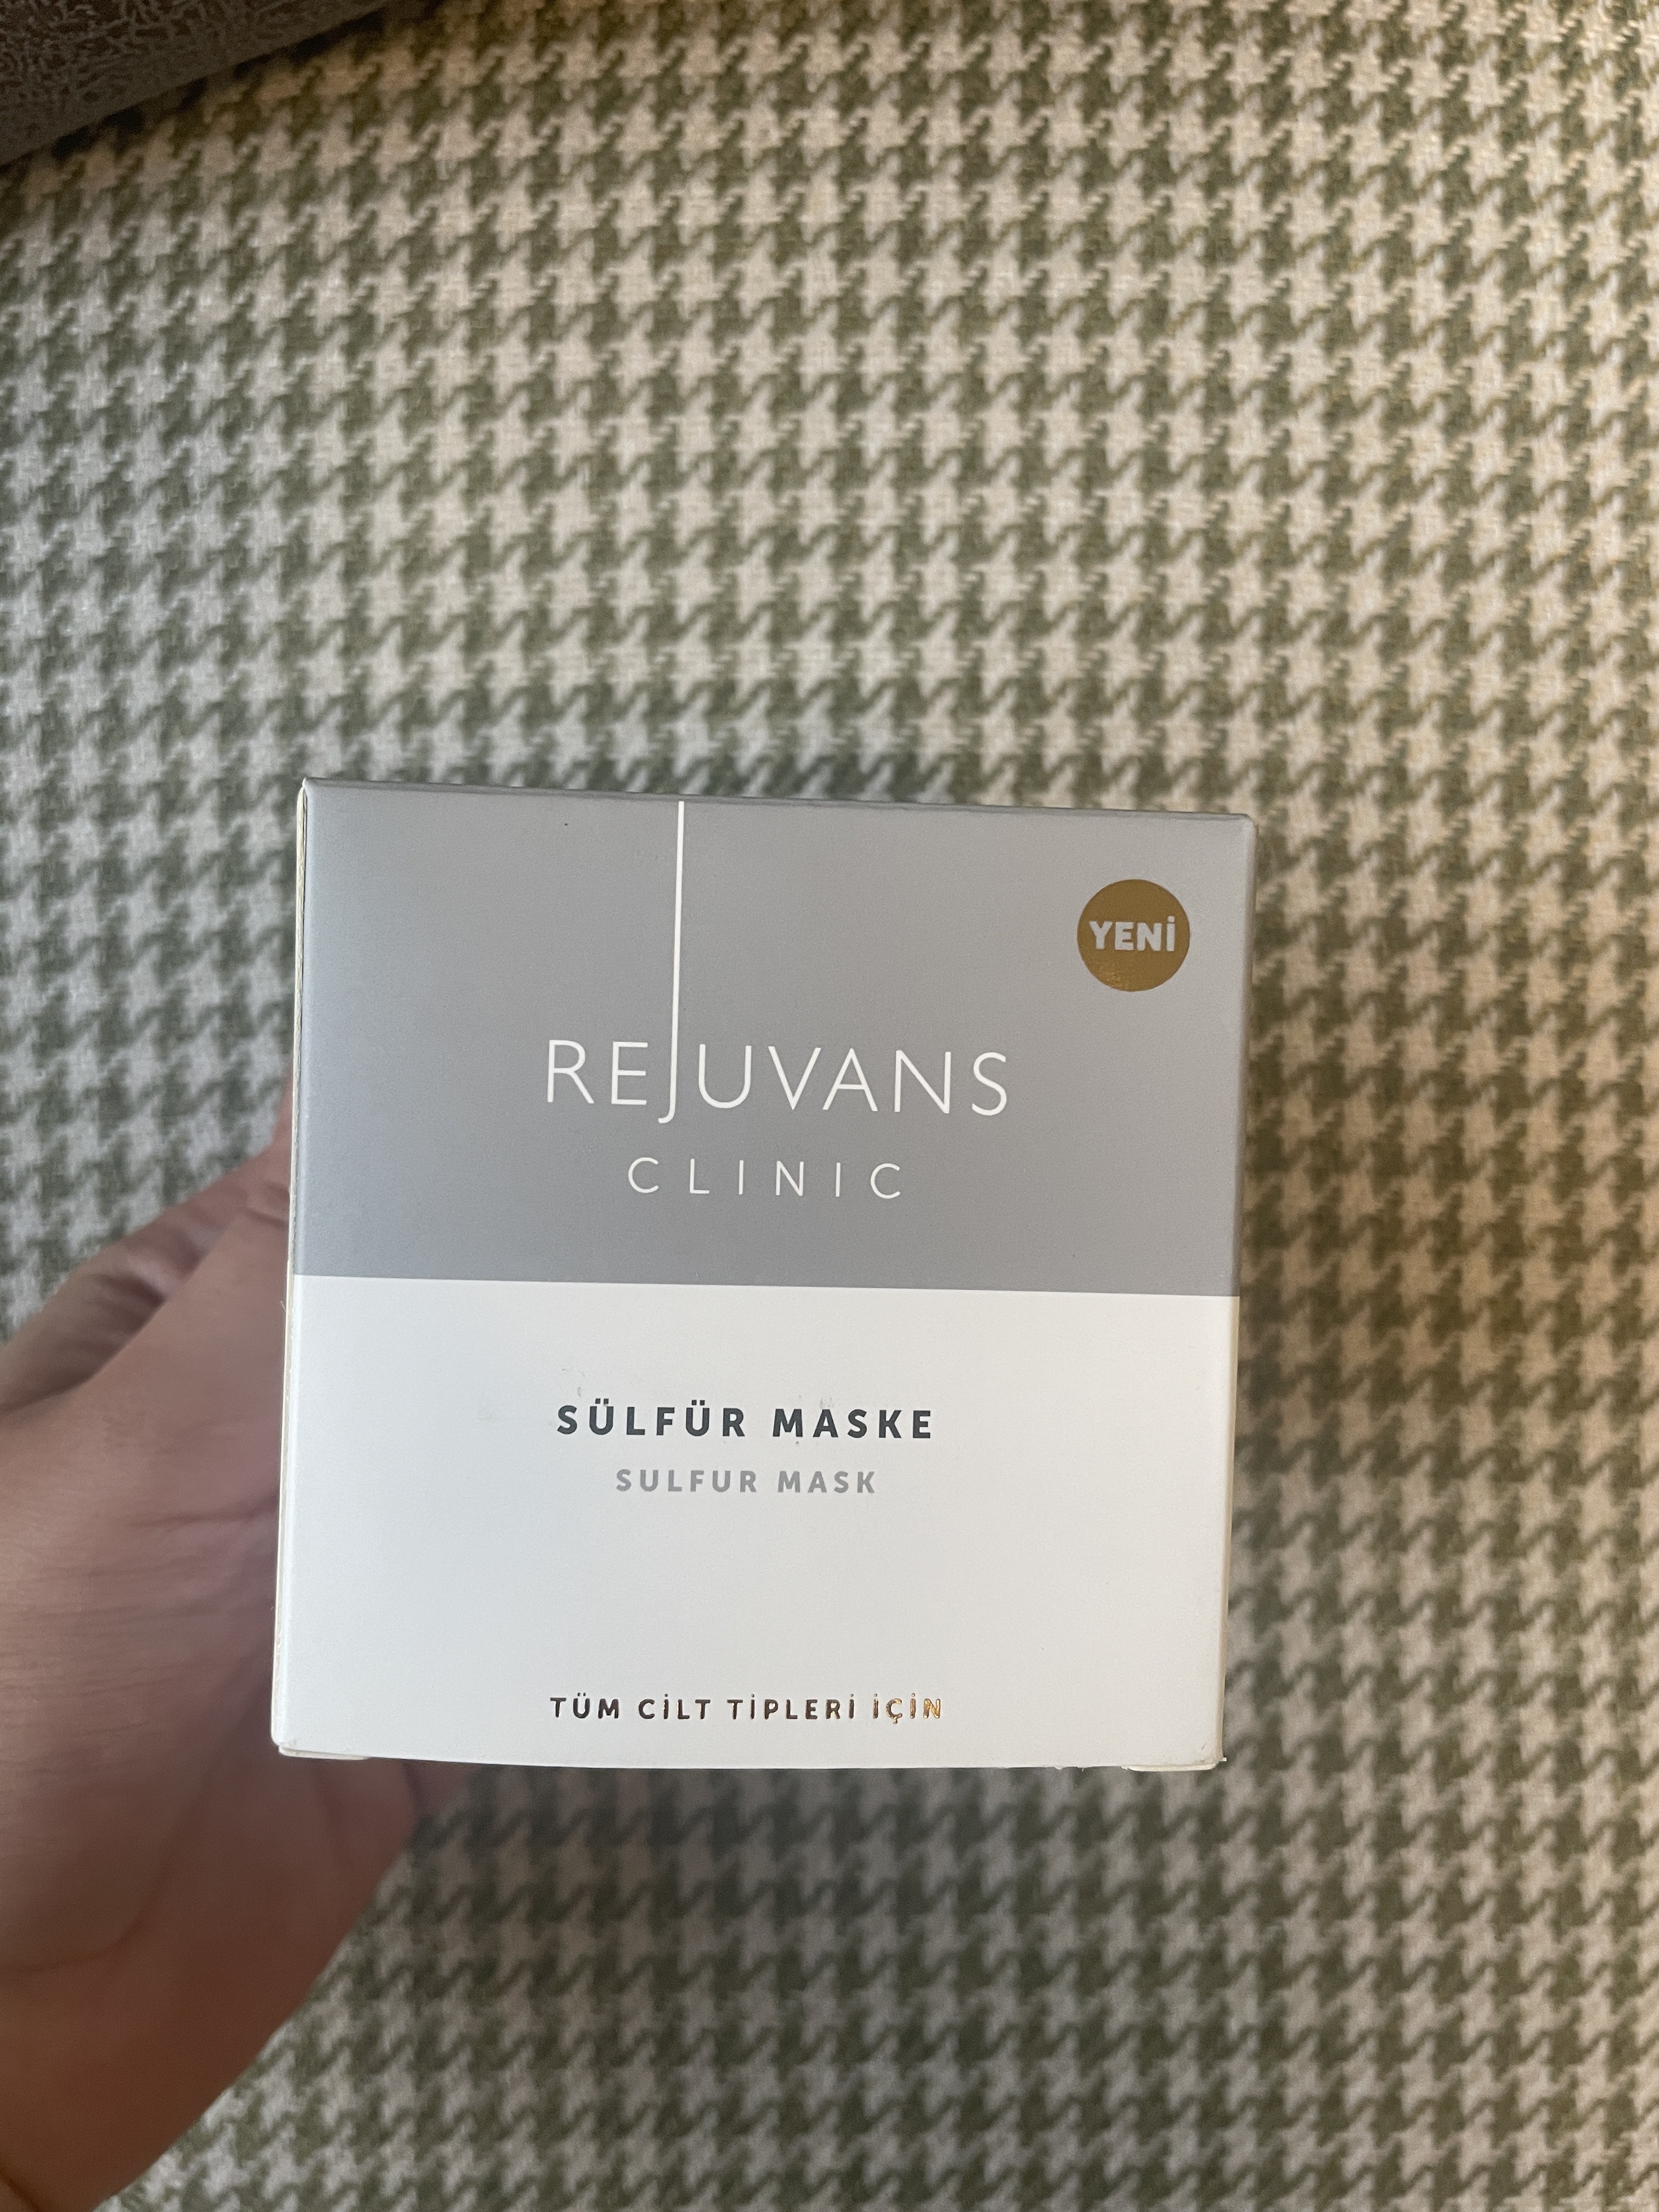 YENİ
REJUVANS
CLINIC
SÜLFÜR MASKE
SULFUR MASK
TÜM CİLT TİPLERİ İÇİN